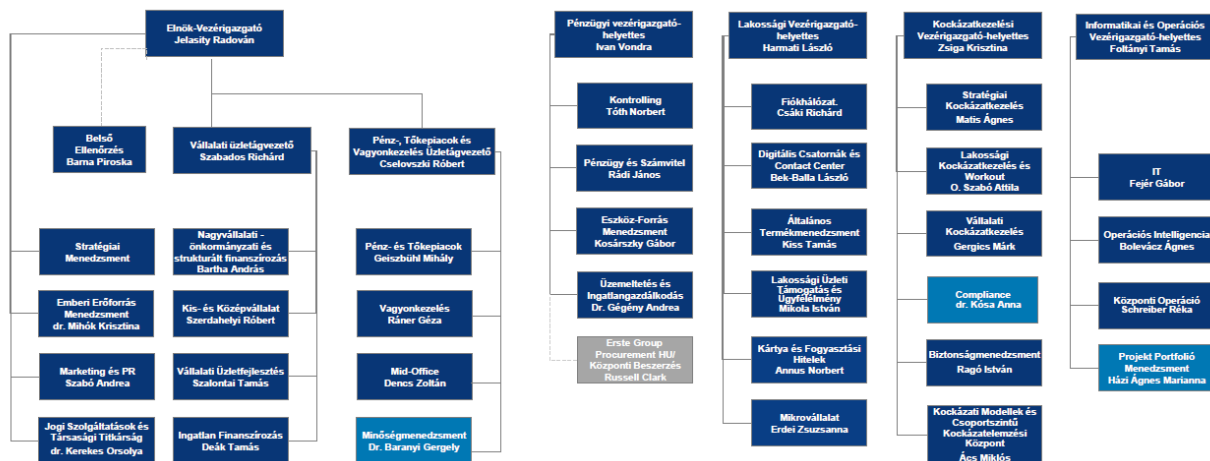 Elnök-Vezérigazgató
Jelasity Radován
Belső
Ellenőrzés
Barna Piroska
Vállalati üzletágvezető
Szabados Richárd
Pénz-, Tőkepiacok és
Vagyonkezelés Üzletágvezető
Cselovszki Róbert
Stratégiai
Menedzsment
Emberi Erőforrás
Menedzsment
dr. Mihók Krisztina
Marketing és PR
Szabó Andrea
Jogi Szolgáltatások és
Társasági Titkárság
dr. Kerekes Orsolya
Nagyvállalati -
önkormányzati és
strukturált finanszírozás
Bartha András
Kis- és Középvállalat
Szerdahelyi Róbert
Vállalati Üzletfejlesztés
Szalontai Tamás
Ingatlan Finanszírozás
Deák Tamás
Pénz- és Tőkepiacok
Geiszbühl Mihály
Vagyonkezelés
Ráner Géza
Mid-Office
Dencs Zoltán
Minőségmenedzsment
Dr. Baranyi Gergely
Pénzügyi vezérigazgató-
helyettes
Ivan Vondra
Kontrolling
Tóth Norbert
Pénzügy és Számvitel
Rádi János
Eszköz-Forrás
Menedzsment
Kosárszky Gábor
Üzemeltetés és
Ingatlangazdálkodás
Dr. Gégény Andrea
Erste Group
Procurement HU/
Központi Beszerzés
Russell Clark
Lakossági Vezérigazgató-
helyettes
Harmati László
Fiókhálózat.
Csáki Richárd
Digitális Csatornák és
Contact Center
Bek-Balla László
Általános
Termékmenedzsment
Kiss Tamás
Lakossági Üzleti
Támogatás és
Ügyfélélmény
Mikola István
Kártya és Fogyasztási
Hitelek
Annus Norbert
Mikrovállalat
Erdei Zsuzsanna
Kockázatkezelési
Vezérigazgató-helyettes
Zsiga Krisztina
Stratégiai
Kockázatkezelés
Matis Ágnes
Lakossági
Kockázatkezelés és
Workout
O. Szabó Attila
Vállalati
Kockázatkezelés
Gergics Márk
Compliance
dr. Kósa Anna
Biztonságmenedzsment
Ragó István
Kockázati Modellek és
Csoportszintű
Kockázatelemzési
Központ
Ács Miklós
Informatikai és Operációs
Vezérigazgató-helyettes
Foltányi Tamás
IT
Fejér Gábor
Operációs Intelligencia
Bolevácz Ágnes
Központi Operáció
Schreiber Réka
Projekt Portfolió
Menedzsment
Házi Ágnes Marianna